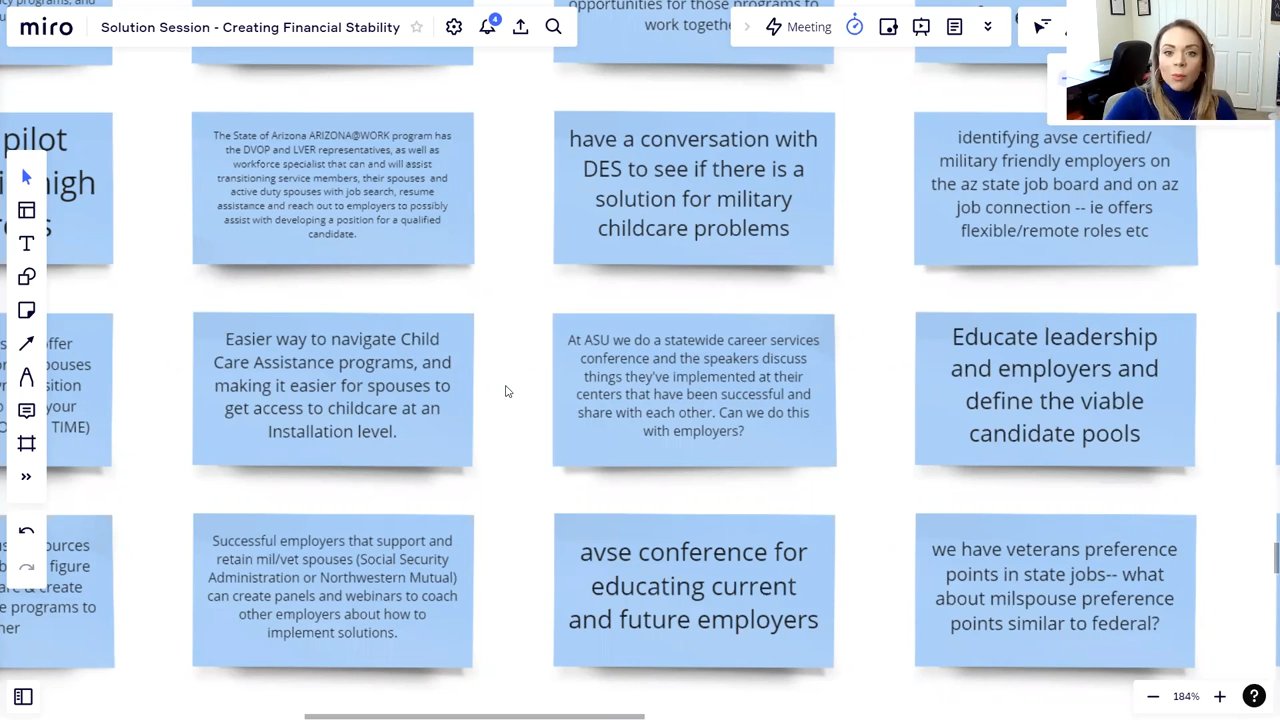 opportunities for those programs to
work together
miro
Solution Session - Creating Financial Stability
4
Meeting
pilot
high
The State of Arizona ARIZONA@WORK program has
the DVOP and LVER representatives, as well as
workforce specialist that can and will assist
transitioning service members, their spouses and
active duty spouses with job search, resume
assistance and reach out to employers to possibly
assist with developing a position for a qualified
candidate.
have a conversation with
DES to see if there is a
solution for military
childcare problems
identifying avse certified/
military friendly employers on
the az state job board and on az
job connection -- ie offers
flexible/remote roles etc
offer
spouses
your
TIME)
Easier way to navigate Child
Care Assistance programs, and
making it easier for spouses to
get access to childcare at an
Installation level.
At ASU we do a statewide career services
conference and the speakers discuss
things they've implemented at their
centers that have been successful and
share with each other. Can we do this
with employers?
Educate leadership
and employers and
define the viable
candidate pools
figure
& create
programs to
Successful employers that support and
retain mil/vet spouses (Social Security
Administration or Northwestern Mutual)
can create panels and webinars to coach
other employers about how to
implement solutions.
avse conference for
educating current
and future employers
we have veterans preference
points in state jobs-- what
about milspouse preference
points similar to federal?
184%